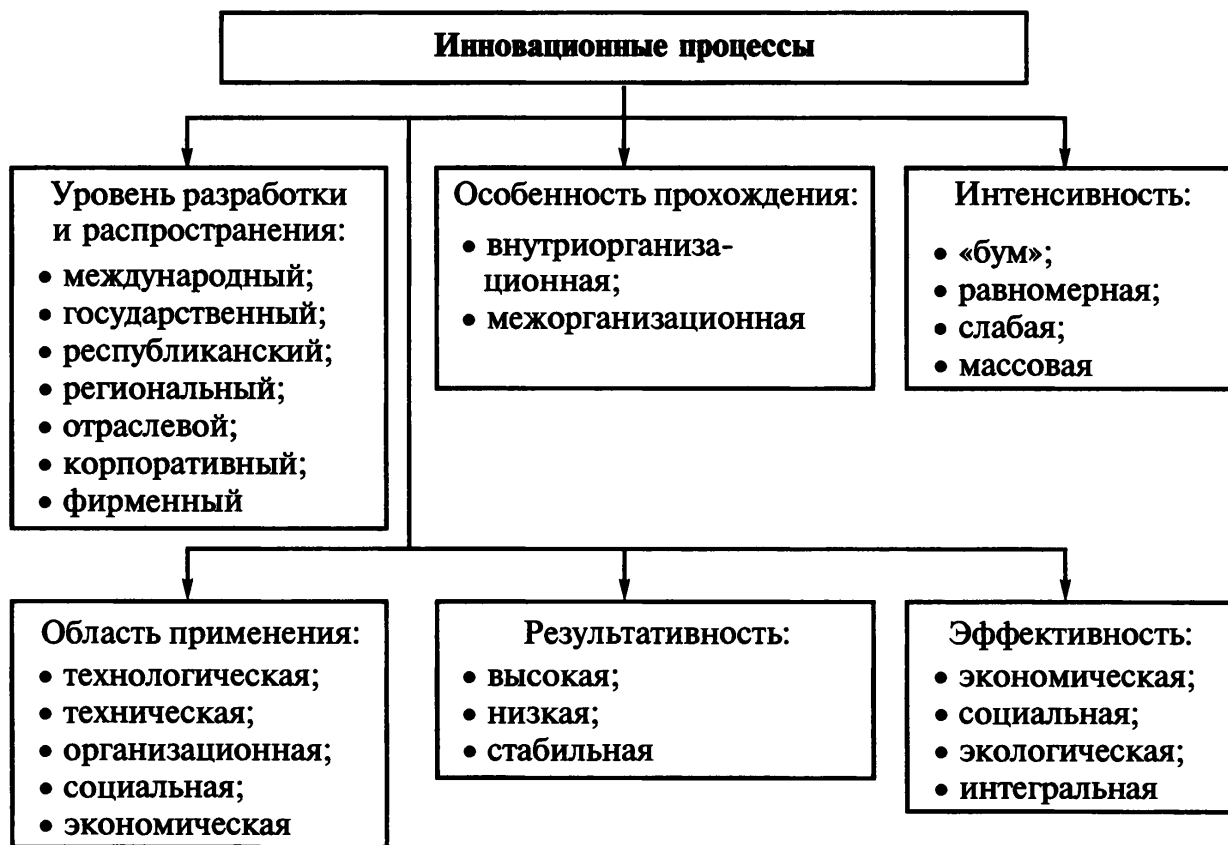 Инновационные процессы
Уровень разработки
и распространения:
• международный;
• государственный;
• республиканский;
• региональный;
• отраслевой;
• корпоративный;
• фирменный
Особенность прохождения:
• внутриорганиза-
ционная;
• межорганизационная
Интенсивность:
• «бум»;
• равномерная;
• слабая;
• массовая
Область применения:
• технологическая;
• техническая;
• организационная;
• социальная;
• экономическая
Результативность:
• высокая;
• низкая;
• стабильная
Эффективность:
• экономическая;
• социальная;
• экологическая;
• интегральная